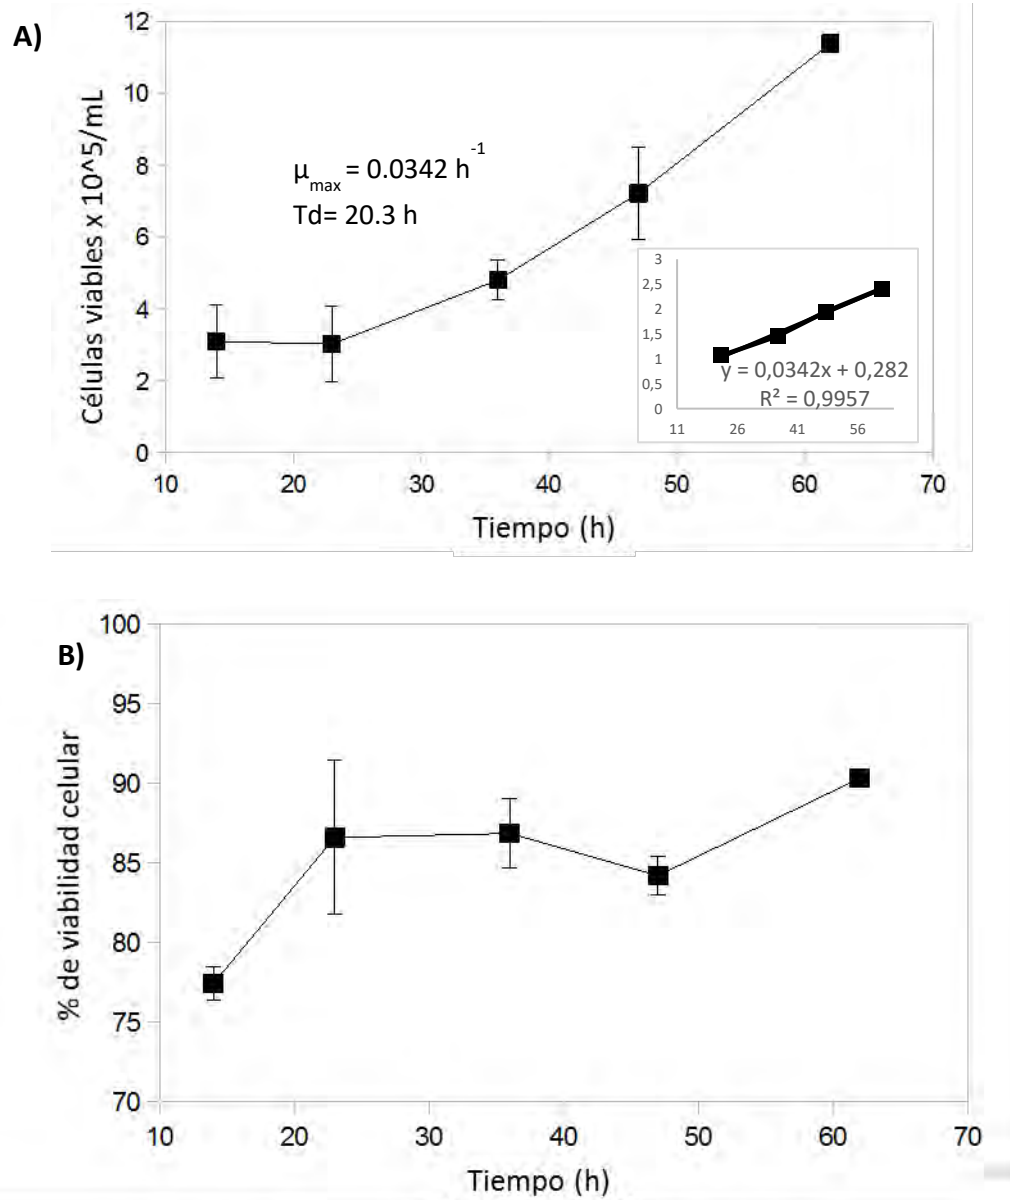 A)
Células viables x 10^5/mL
12
10
8
6
4
2
0
μmax = 0.0342 h-1
Td= 20.3 h
3
2,5
2
1,5
1
0,5
0
y = 0,0342x + 0,282
R² = 0,9957
11 26 41 56
10 20 30 40 50 60 70
Tiempo (h)
B)
% de viabilidad celular
100
95
90
85
80
75
70
10 20 30 40 50 60 70
Tiempo (h)